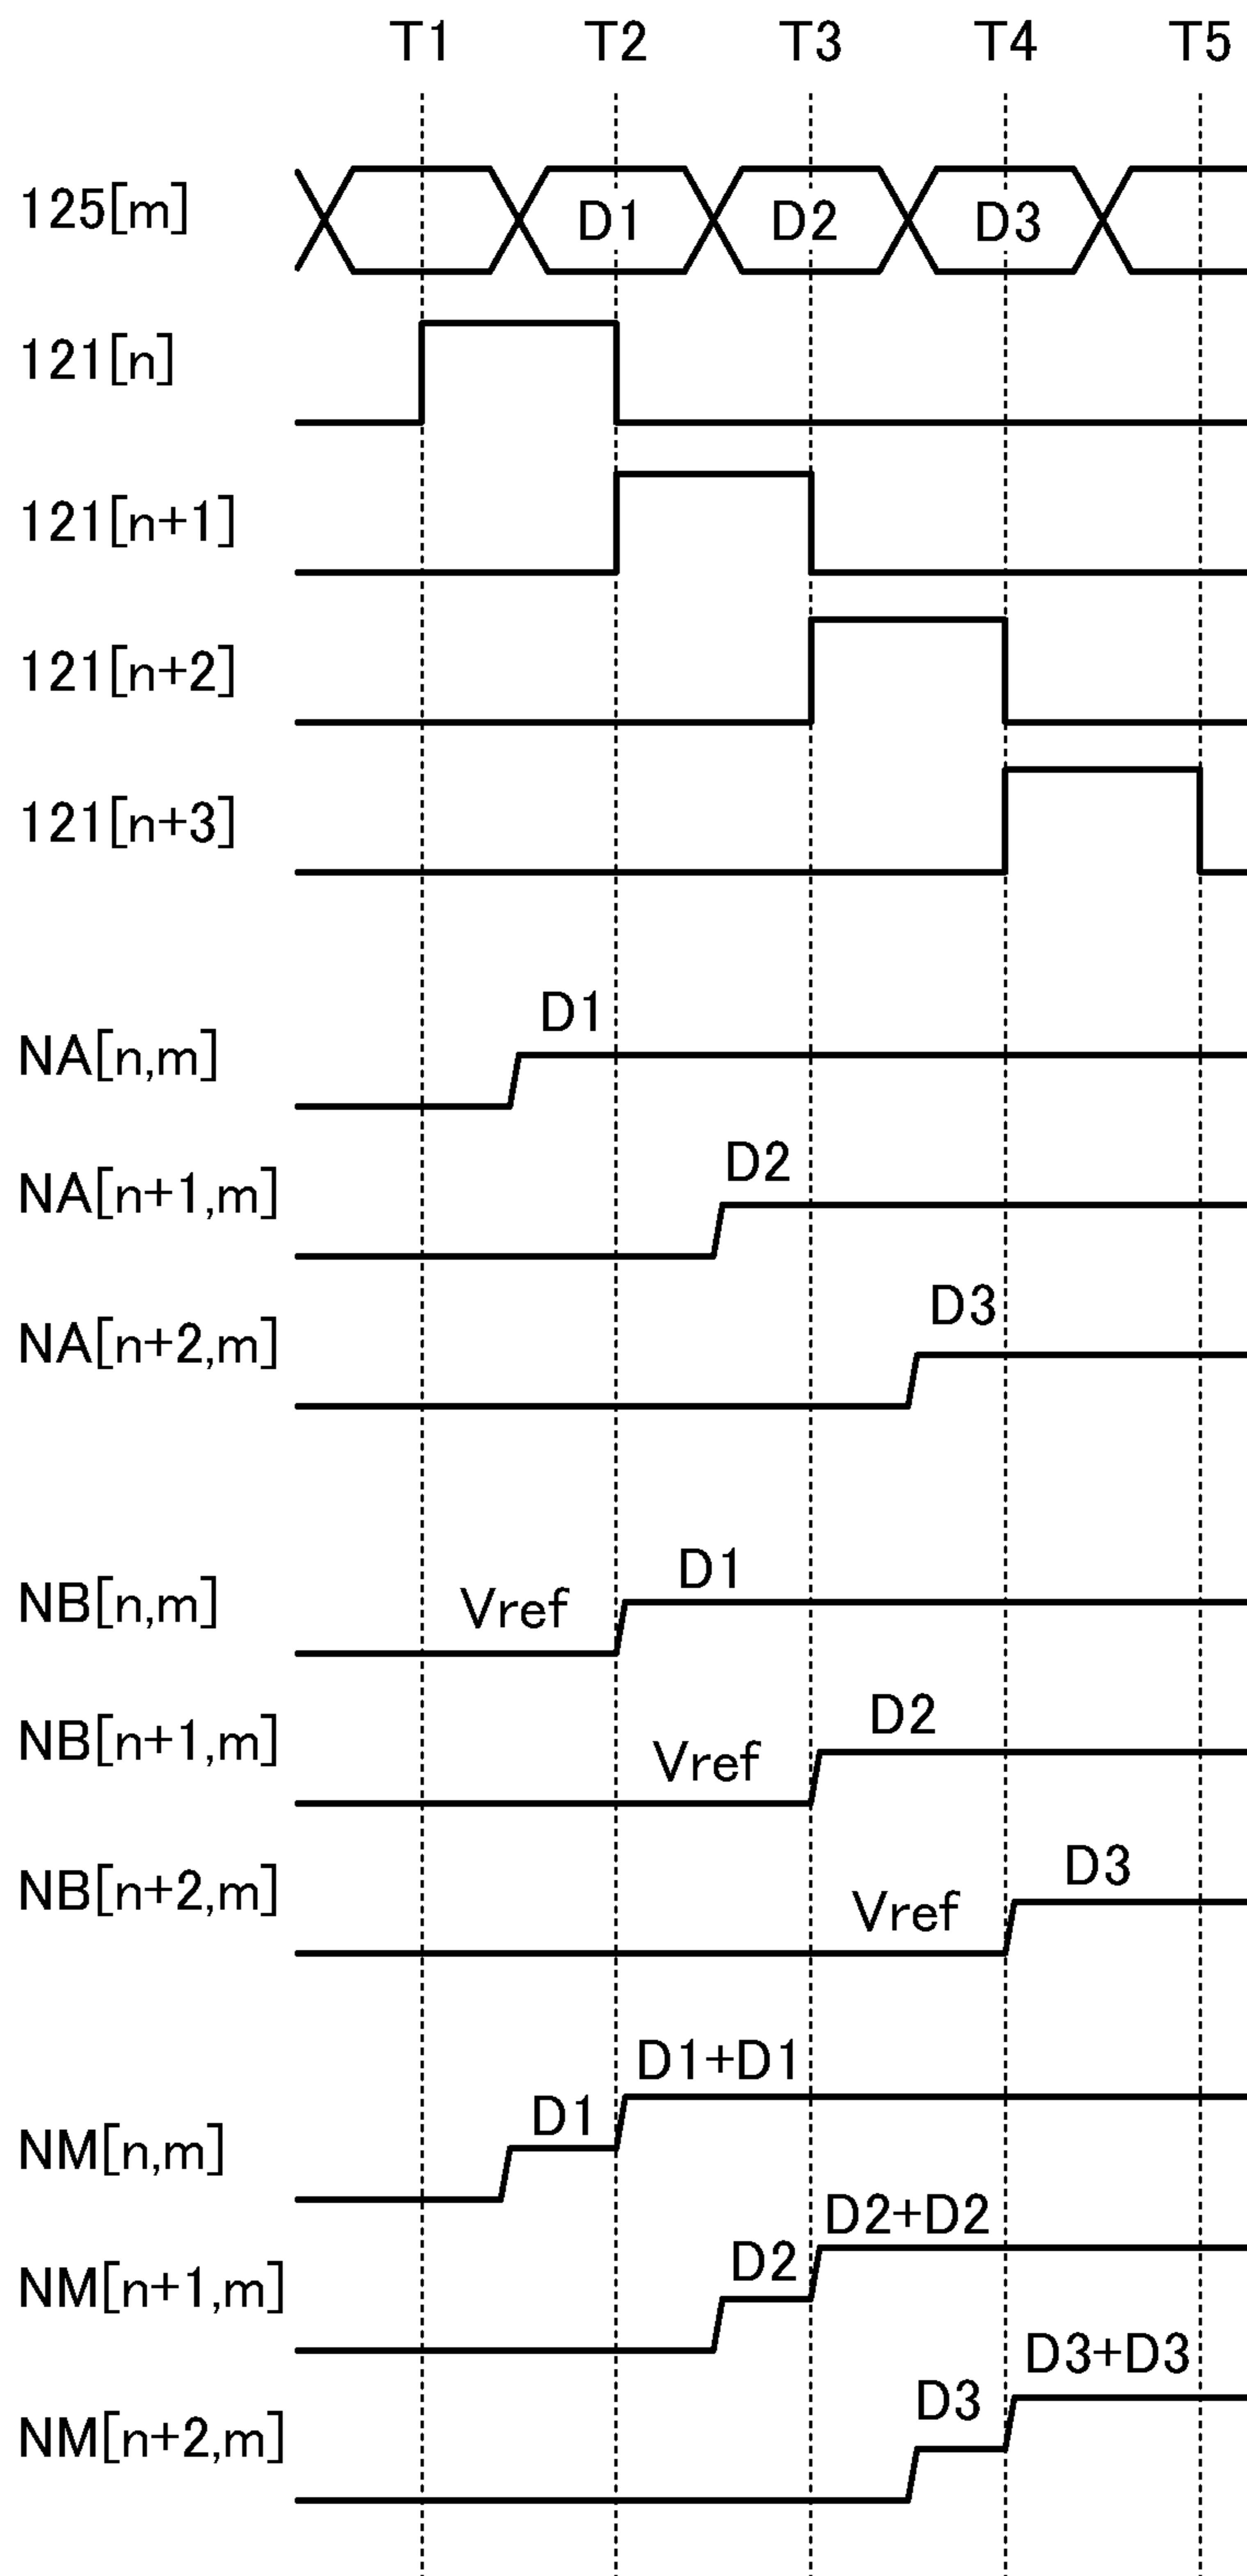 T1 T2 T3 T4 T5
125[m] D1 D2 D3
121[n]
121[n+1]
121[n+2]
121[n+3]
D1
NA[n,m]
D2
NA[n+1,m]
D3
NA[n+2,m]
D1
NB[n,m] Vref
D2
NB[n+1,m] Vref
D3
NB[n+2,m] Vref
D1+D1
D1
NM[n,m]
D2+D2
D2
NM[n+1,m]
D3+D3
D3
NM[n+2,m]